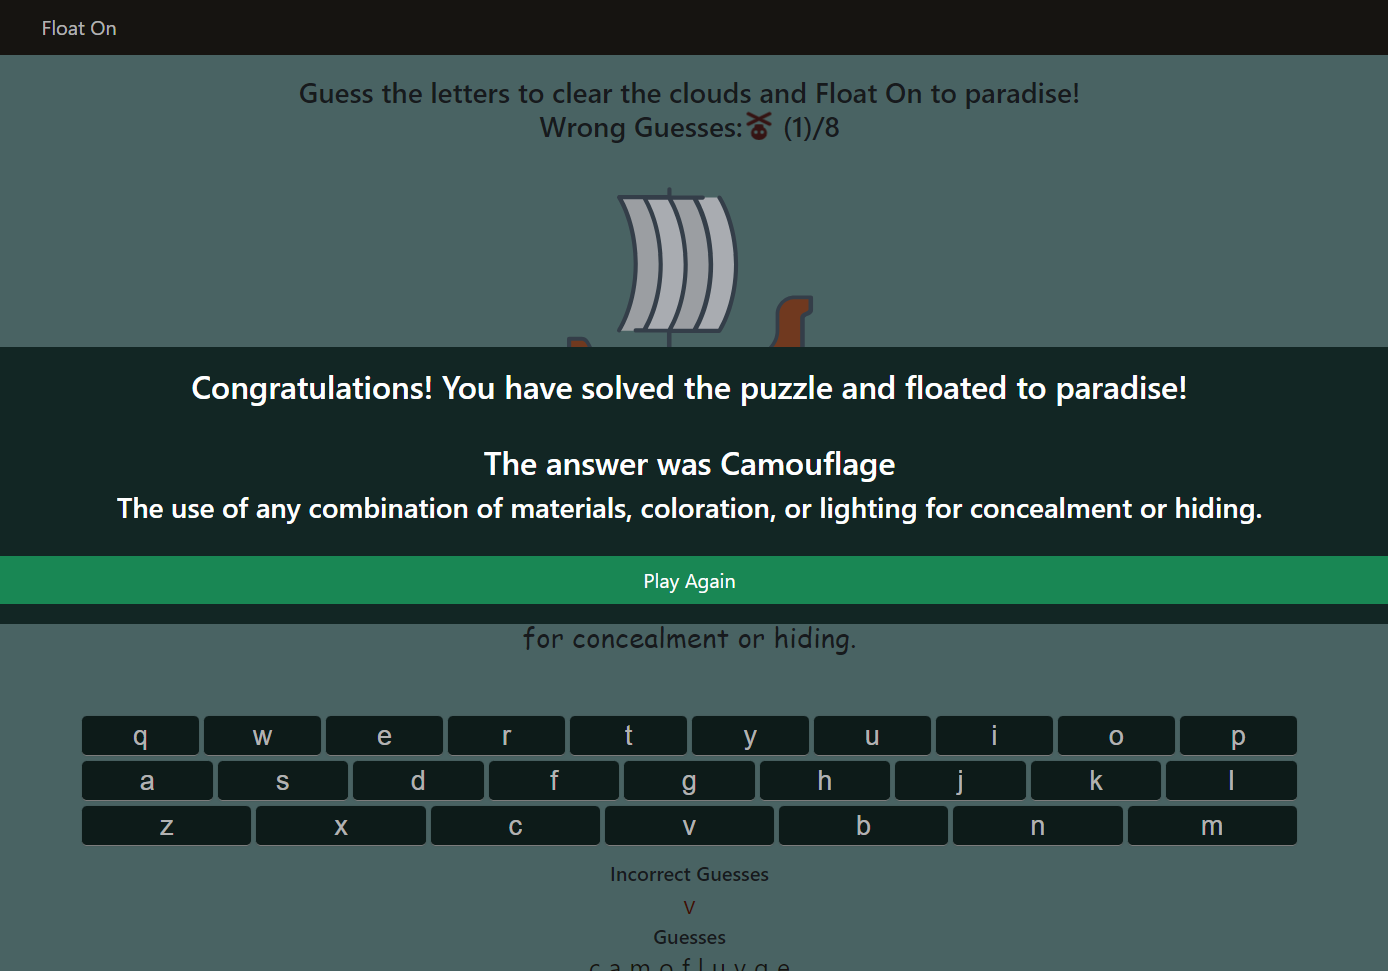 Float On
Guess the letters to clear the clouds and Float On to paradise!
Wrong Guesses: (1)/8
Congratulations! You have solved the puzzle and floated to paradise!
The answer was Camouflage
The use of any combination of materials, coloration, or lighting for concealment or hiding.
Play Again
for concealment or hiding.
q w e r t y u i o p
a s d f g h j k l
z x c v b n m
Incorrect Guesses
v
Guesses
c a m o f l u v g e